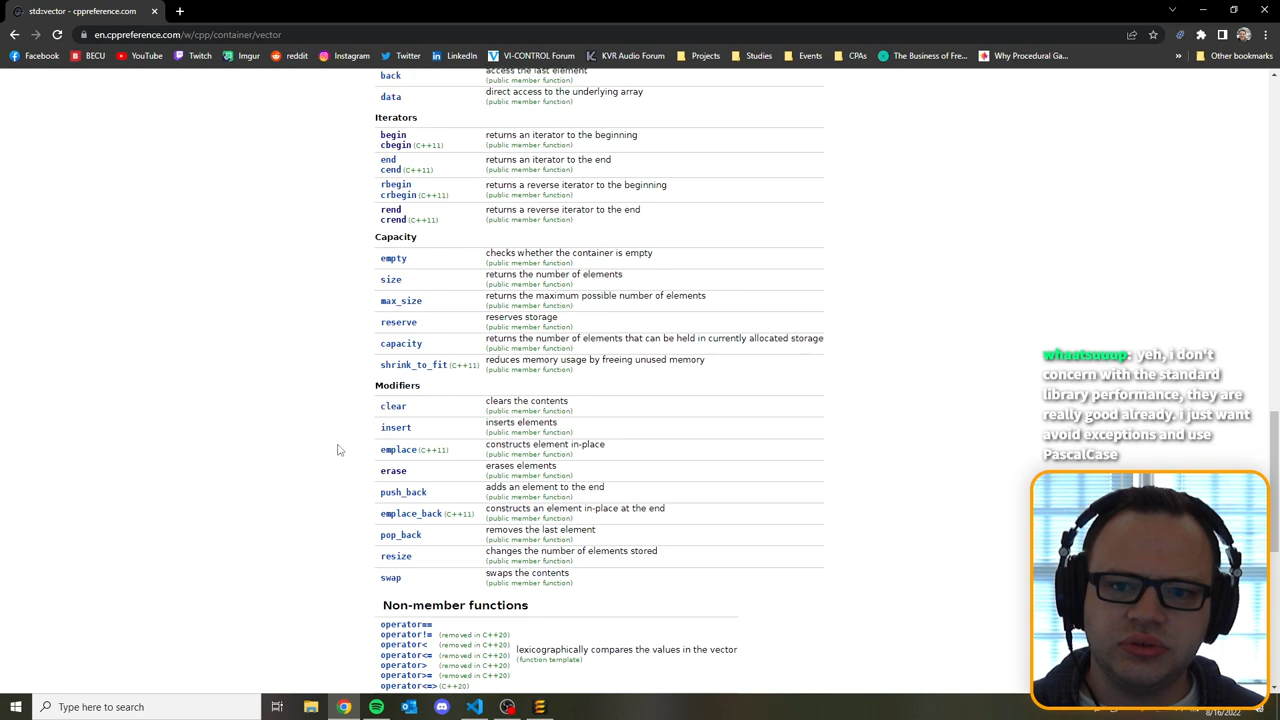 std::vector - cppreference.com
en.cppreference.com/w/cpp/container/vector
Facebook BECU YouTube Twitch Imgur reddit Instagram Twitter LinkedIn VI-CONTROL Forum KVR Audio Forum Projects Studies Events CPAs The Business of Fre... Why Procedural Ga... » Other bookmarks
back access the last element
(public member function)
data direct access to the underlying array
(public member function)
Iterators
begin returns an iterator to the beginning
cbegin (C++11) (public member function)
end returns an iterator to the end
cend (C++11) (public member function)
rbegin returns a reverse iterator to the beginning
crbegin (C++11) (public member function)
rend returns a reverse iterator to the end
crend (C++11) (public member function)
Capacity
empty checks whether the container is empty
(public member function)
size returns the number of elements
(public member function)
max_size returns the maximum possible number of elements
(public member function)
reserve reserves storage
(public member function)
capacity returns the number of elements that can be held in currently allocated storage
(public member function)
shrink_to_fit (C++11) reduces memory usage by freeing unused memory
(public member function)
Modifiers
clear clears the contents
(public member function)
insert inserts elements
(public member function)
emplace (C++11) constructs element in-place
(public member function)
erase erases elements
(public member function)
push_back adds an element to the end
(public member function)
emplace_back (C++11) constructs an element in-place at the end
(public member function)
pop_back removes the last element
(public member function)
resize changes the number of elements stored
(public member function)
swap swaps the contents
(public member function)
Non-member functions
operator==
operator!= (removed in C++20)
operator< (removed in C++20)
operator<= (removed in C++20)
operator> (removed in C++20)
operator>= (removed in C++20)
operator<=> (C++20)
lexicographically compares the values in the vector
(function template)
whaatsuuup: yeh, i don't
concern with the standard
library performance, they are
really good already. i just want
avoid exceptions and use
PascalCase
Type here to search
8/16/2022